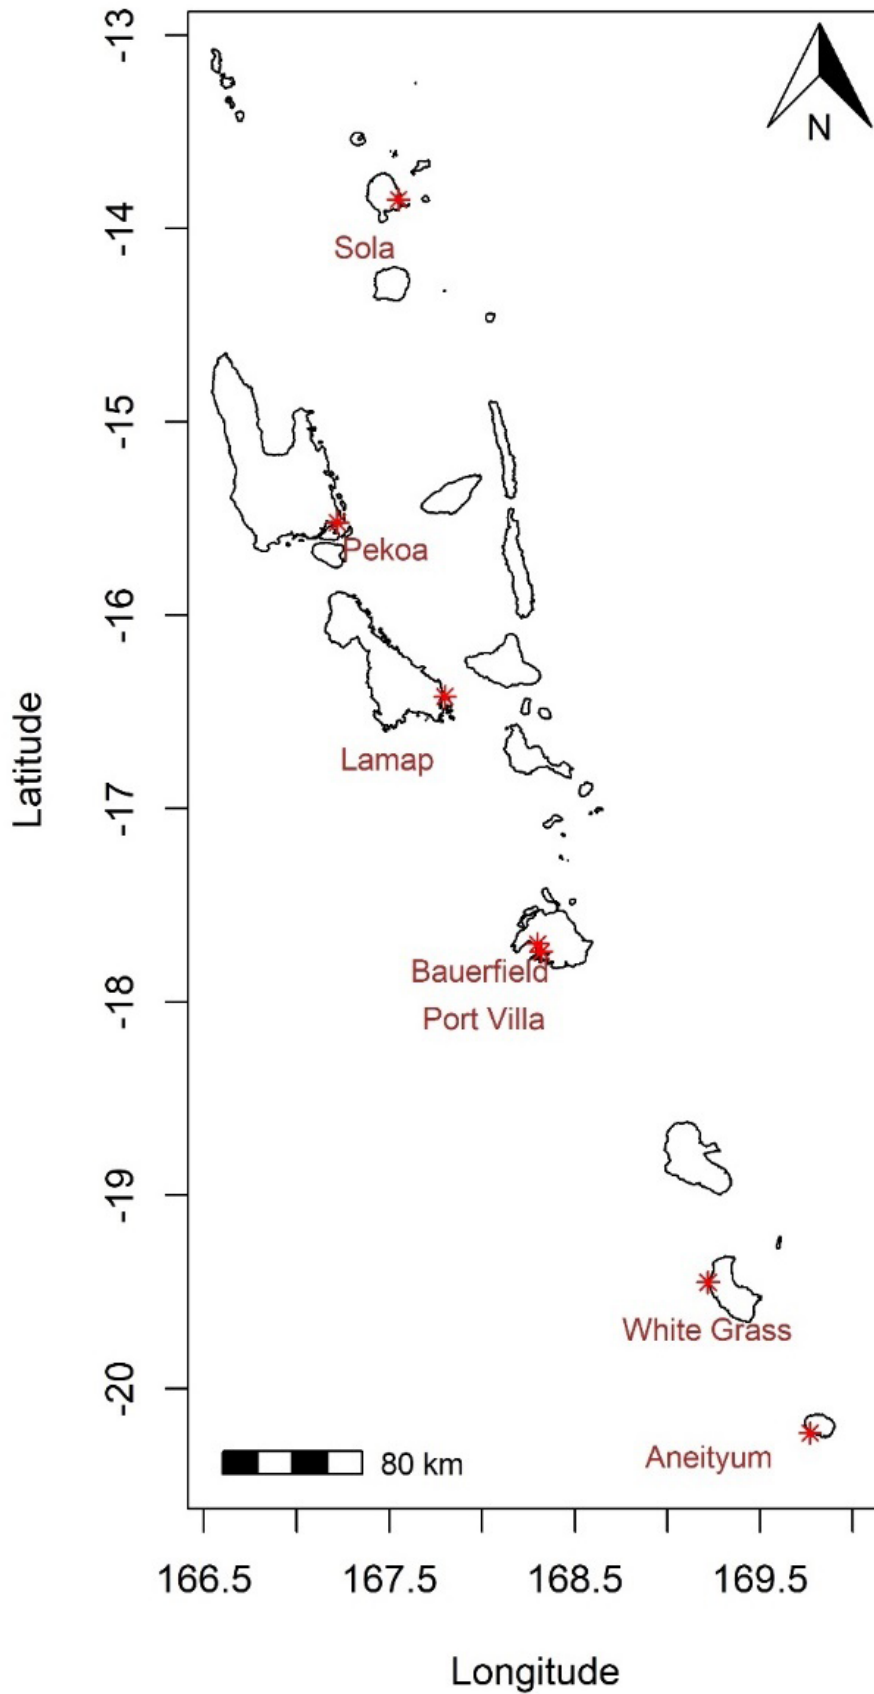 -13
N
-14
Sola
-15
Pekoa
-16
Lamap
-17
Bauerfield
-18
Port Villa
-19
White Grass
-20
Aneityum
80 km
Latitude
166.5 167.5 168.5 169.5
Longitude